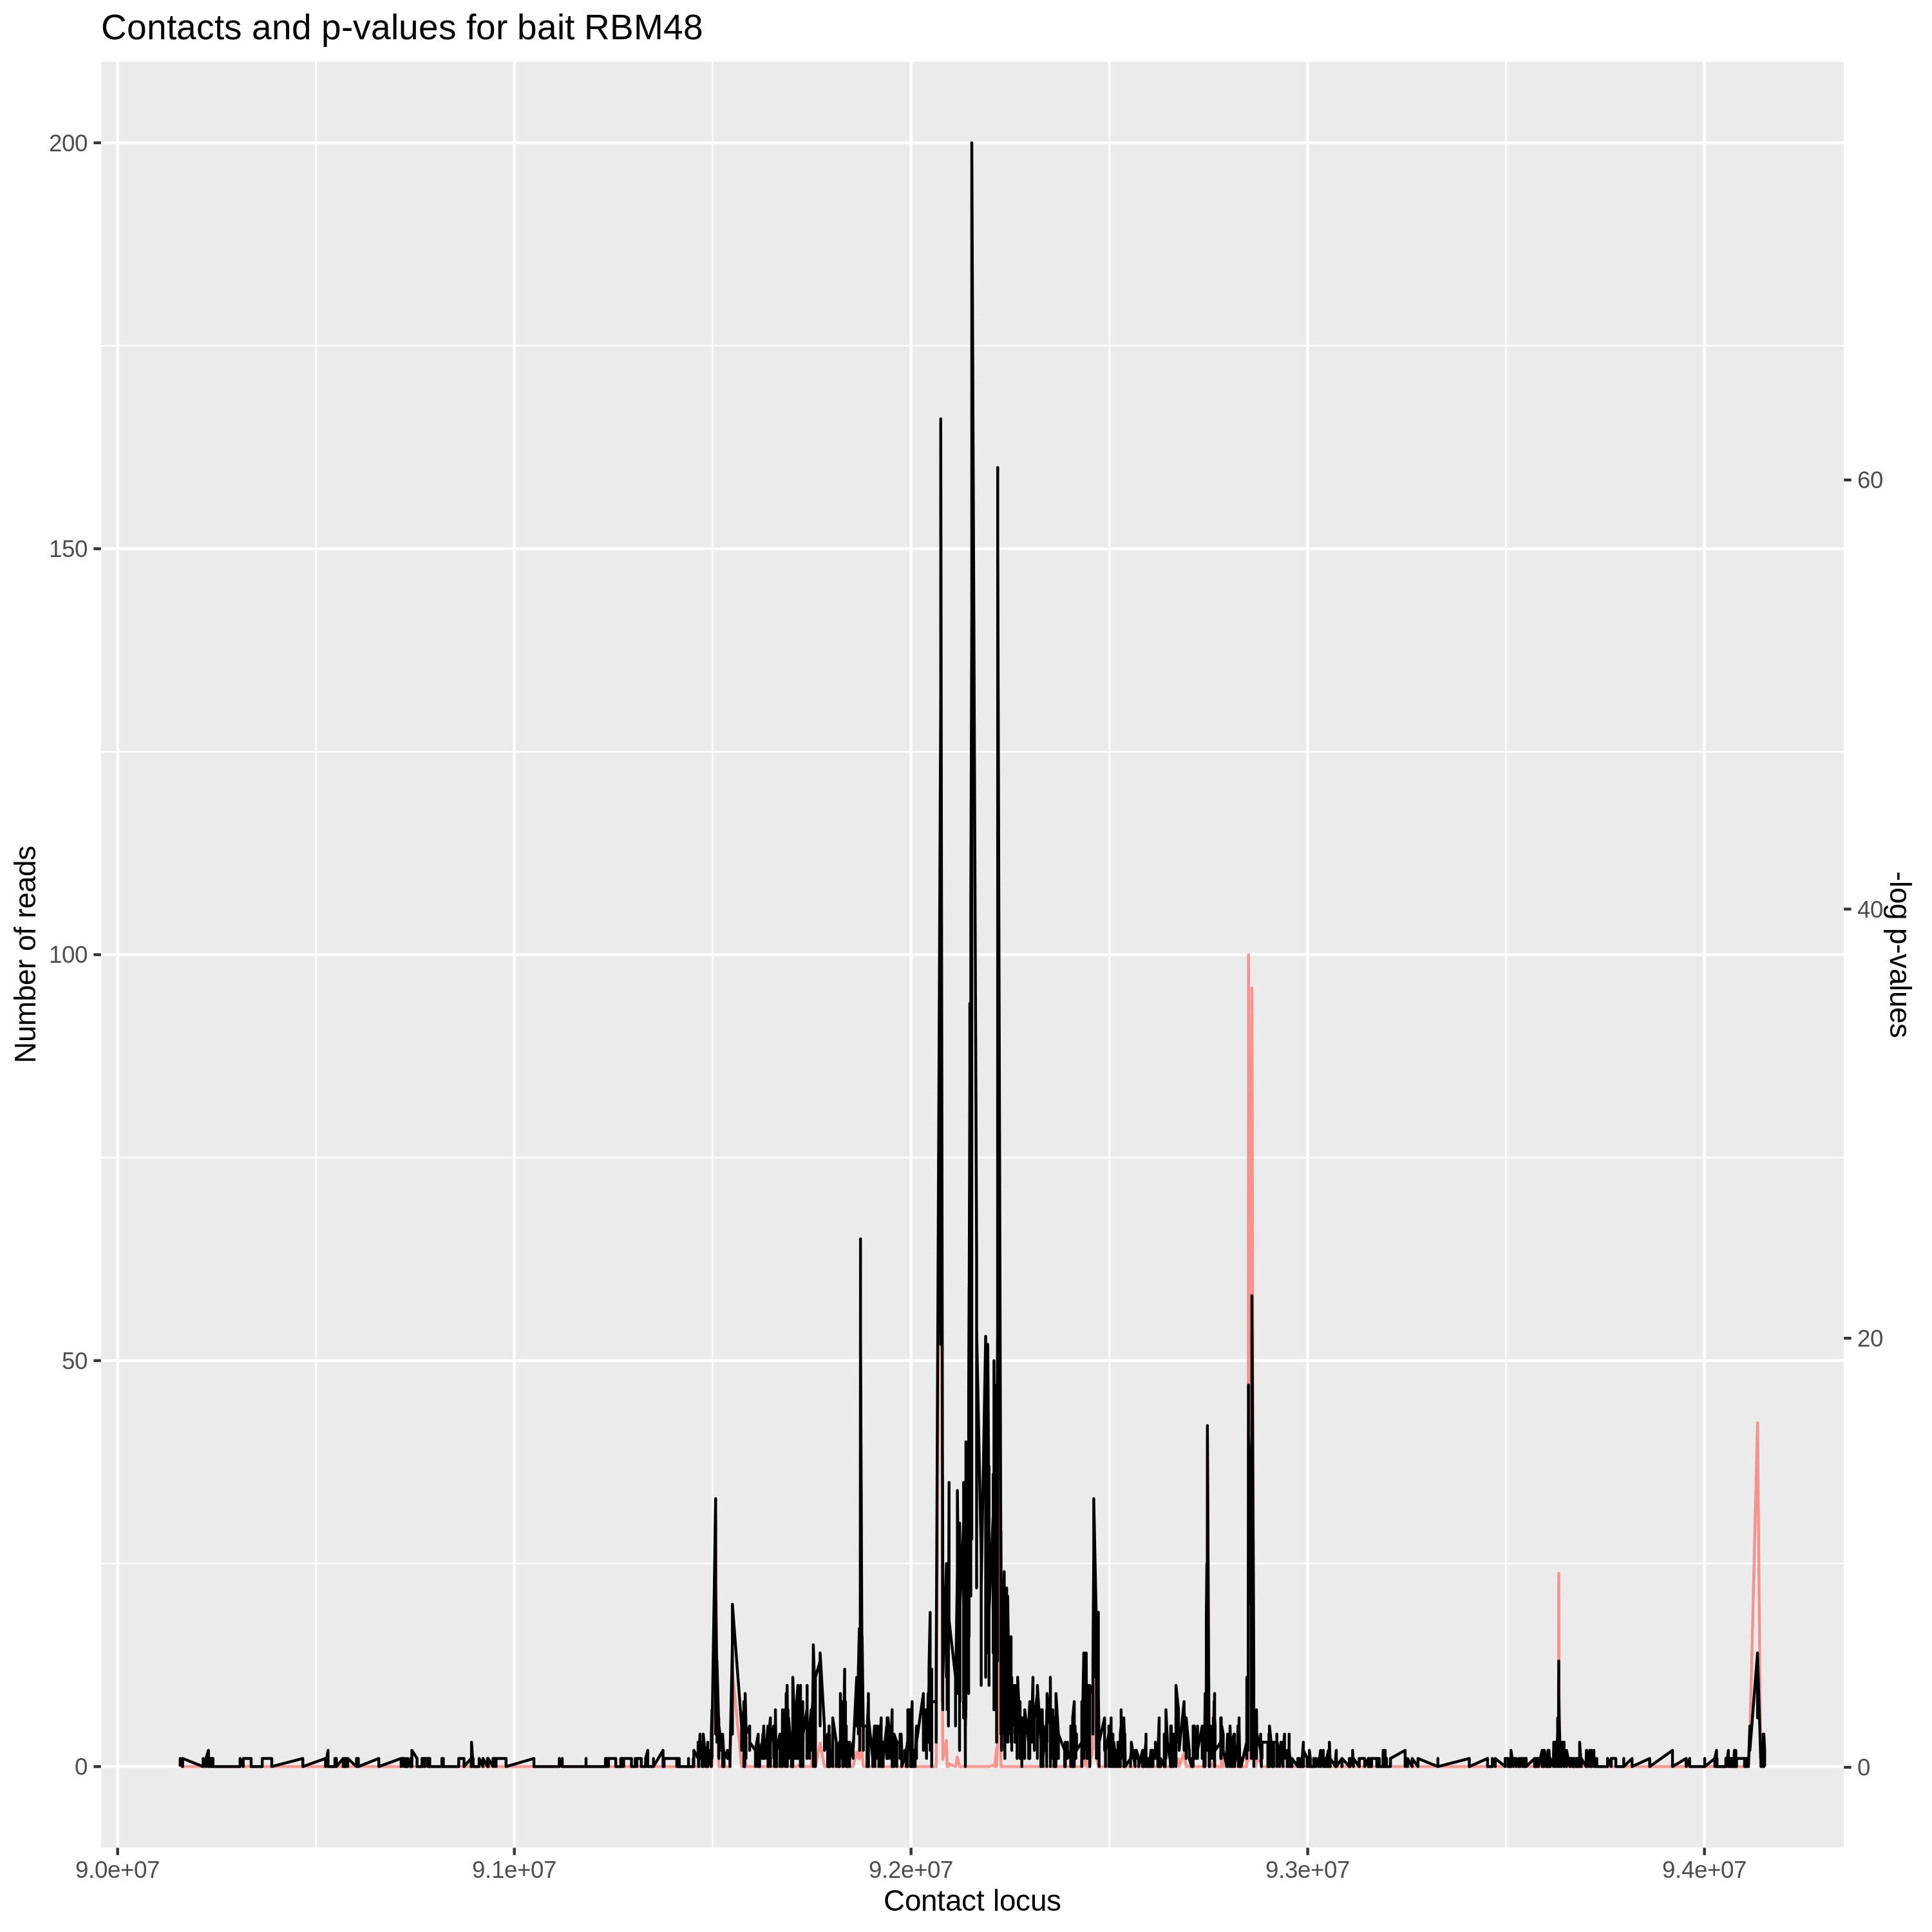 Contacts and p-values for bait RBM48
200
150
100
50
0
Number of reads
60
40
20
0
-log p-values
9.0e+07 9.1e+07 9.2e+07 9.3e+07 9.4e+07
Contact locus